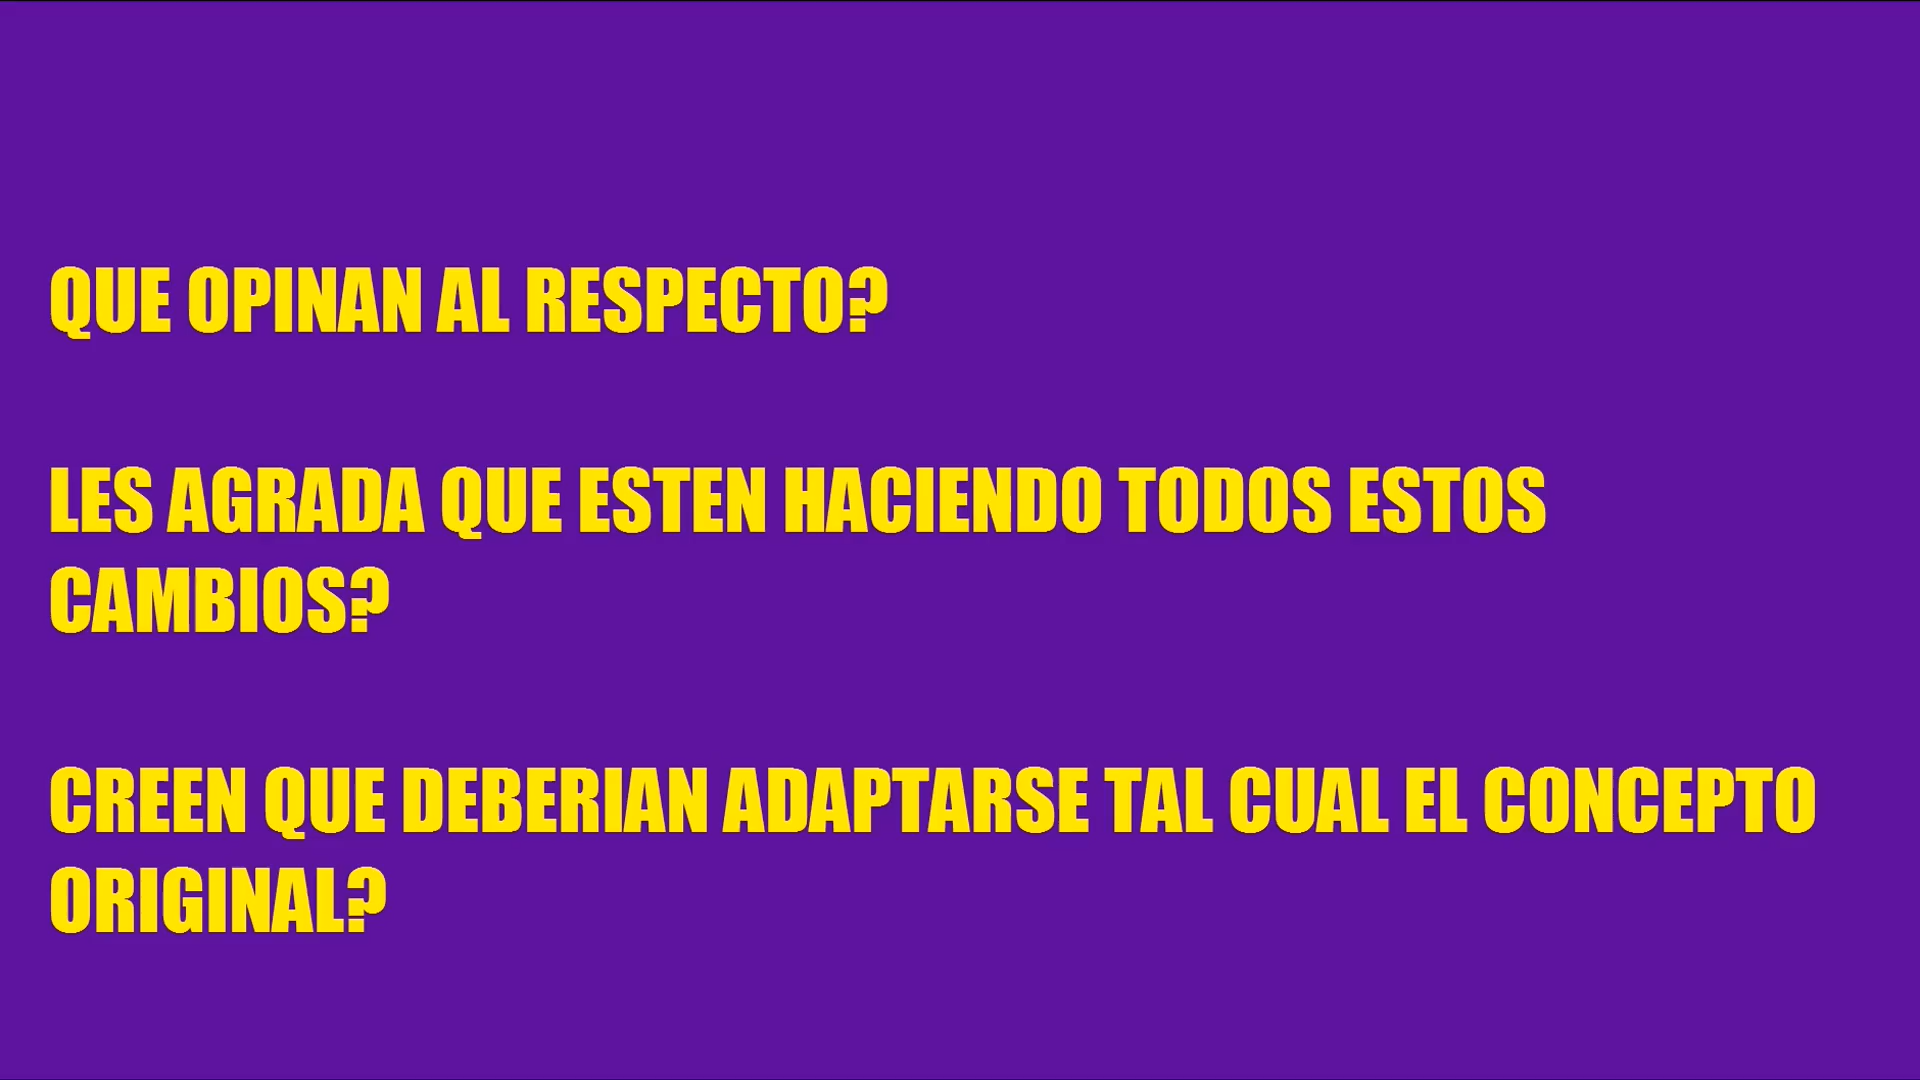 QUE OPINAN AL RESPECTO?
LES AGRADA QUE ESTEN HACIENDO TODOS ESTOS
CAMBIOS?
CREEN QUE DEBERIAN ADAPTARSE TAL CUAL EL CONCEPTO
ORIGINAL?